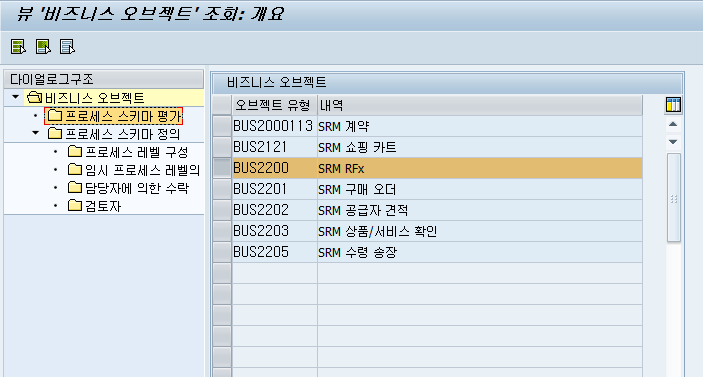 뷰 '비즈니스 오브젝트' 조회: 개요
다이얼로그구조
비즈니스 오브젝트
프로세스 스키마 평가
프로세스 스키마 정의
프로세스 레벨 구성
임시 프로세스 레벨의
담당자에 의한 수락
검토자
비즈니스 오브젝트
오브젝트 유형 내역
BUS2000113 SRM 계약
BUS2121 SRM 쇼핑 카트
BUS2200 SRM RFx
BUS2201 SRM 구매 오더
BUS2202 SRM 공급자 견적
BUS2203 SRM 상품/서비스 확인
BUS2205 SRM 수령 송장